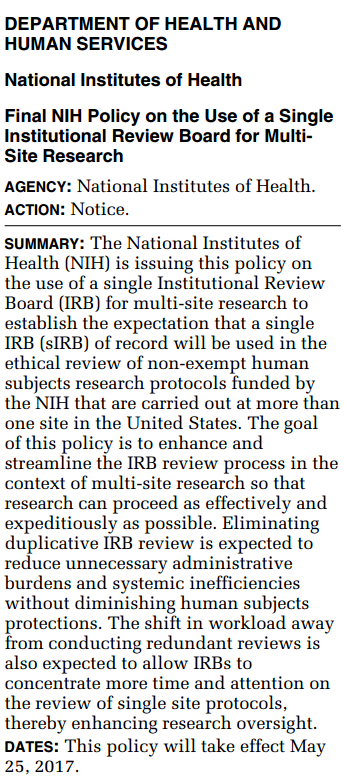 DEPARTMENT OF HEALTH AND
HUMAN SERVICES
National Institutes of Health
Final NIH Policy on the Use of a Single
Institutional Review Board for Multi-
Site Research
AGENCY: National Institutes of Health.
ACTION: Notice.
SUMMARY: The National Institutes of
Health (NIH) is issuing this policy on
the use of a single Institutional Review
Board (IRB) for multi-site research to
establish the expectation that a single
IRB (sIRB) of record will be used in the
ethical review of non-exempt human
subjects research protocols funded by
the NIH that are carried out at more than
one site in the United States. The goal
of this policy is to enhance and
streamline the IRB review process in the
context of multi-site research so that
research can proceed as effectively and
expeditiously as possible. Eliminating
duplicative IRB review is expected to
reduce unnecessary administrative
burdens and systemic inefficiencies
without diminishing human subjects
protections. The shift in workload away
from conducting redundant reviews is
also expected to allow IRBs to
concentrate more time and attention on
the review of single site protocols,
thereby enhancing research oversight.
DATES: This policy will take effect May
25, 2017.